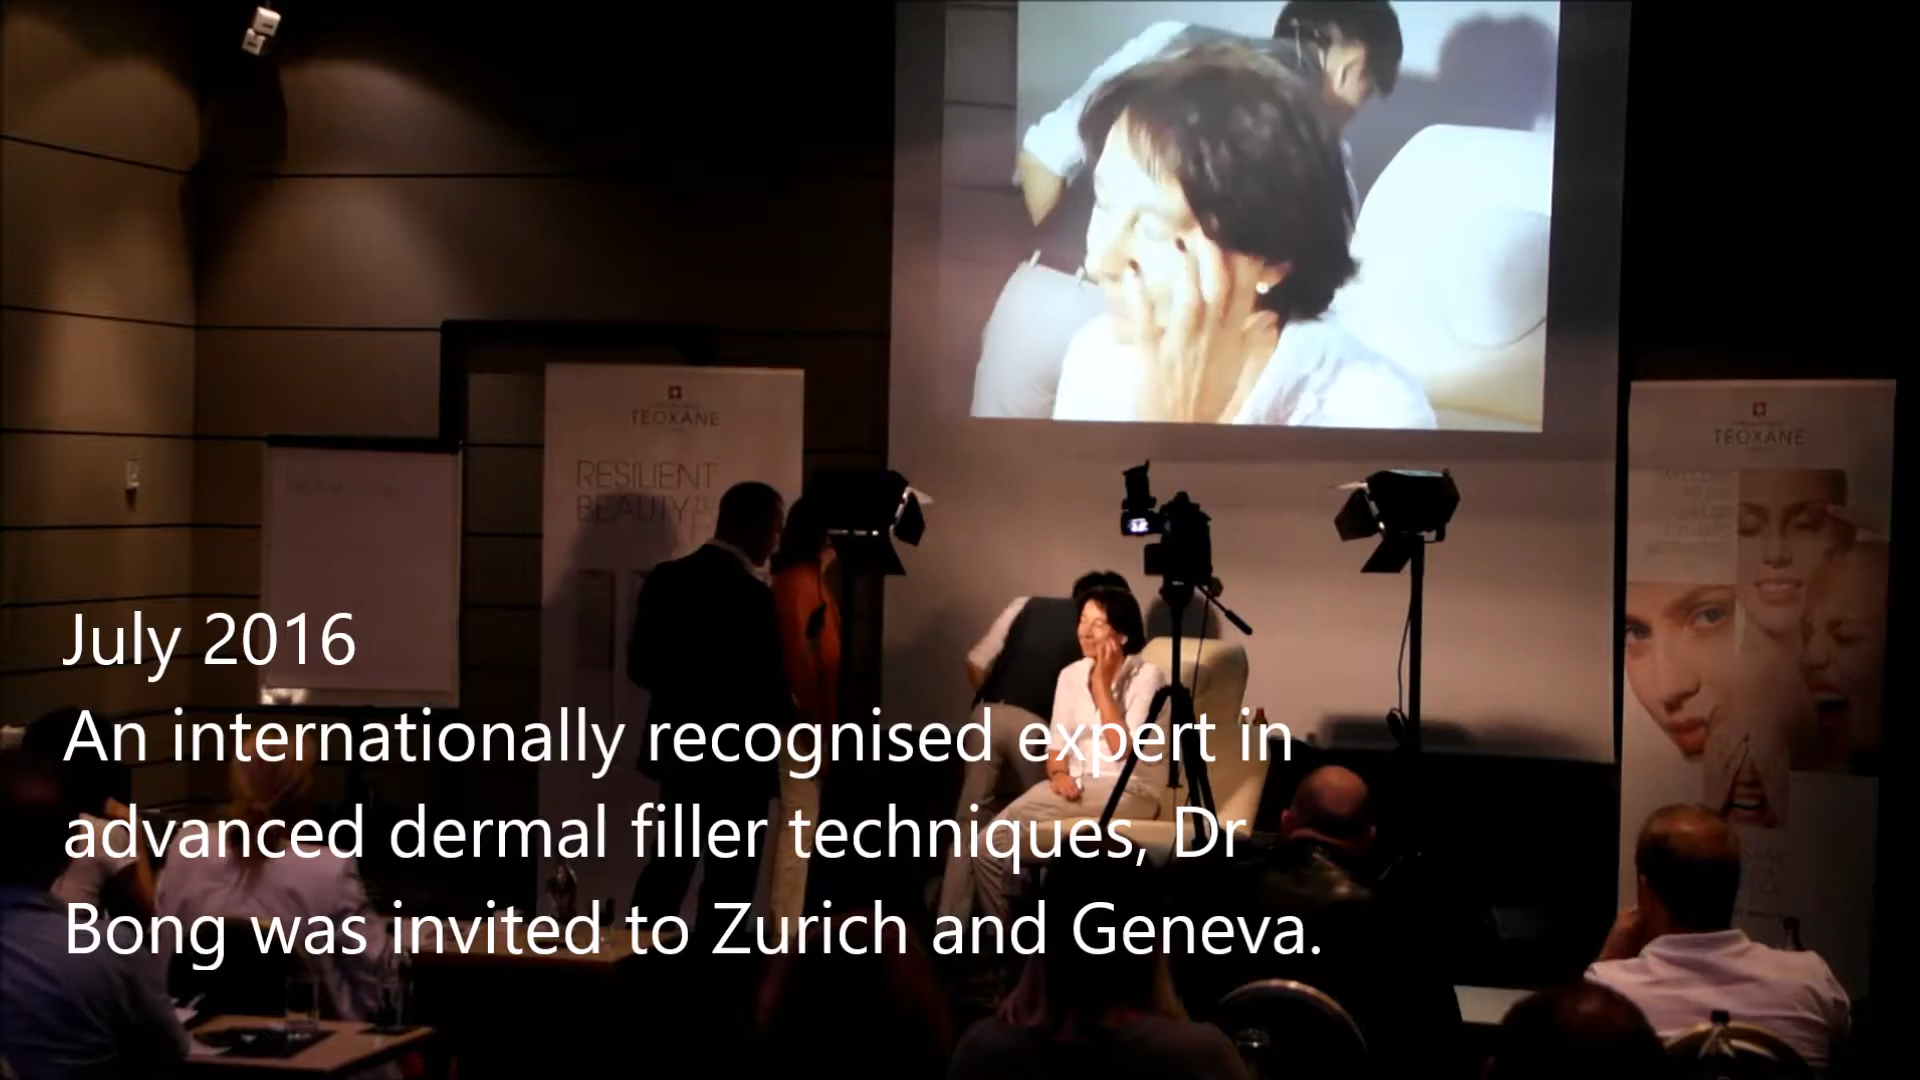 TEOXANE
RESILIENT
BEAUTY
TEOXANE
July 2016
An internationally recognised expert in
advanced dermal filler techniques, Dr
Bong was invited to Zurich and Geneva.